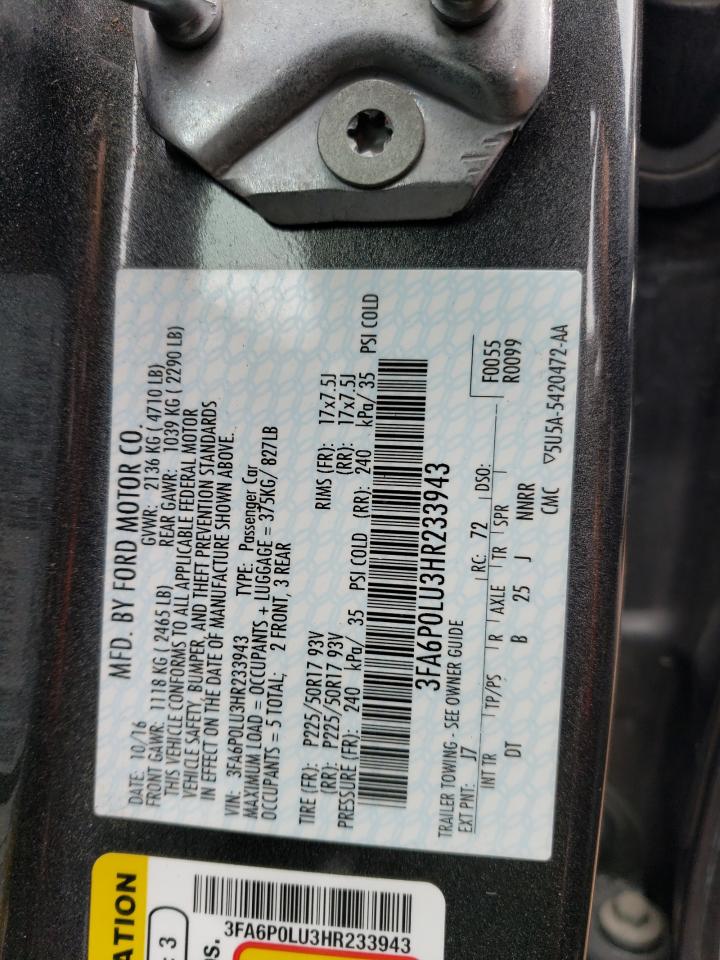 MFD. BY FORD MOTOR CO.
DATE: 10/16 GVWR: 2136 KG ( 4710 LB)
FRONT GAWR: 1118 KG ( 2465 LB) REAR GAWR: 1039 KG ( 2290 LB)
THIS VEHICLE CONFORMS TO ALL APPLICABLE FEDERAL MOTOR
VEHICLE SAFETY, BUMPER, AND THEFT PREVENTION STANDARDS
IN EFFECT ON THE DATE OF MANUFACTURE SHOWN ABOVE.
VIN: 3FA6P0LU3HR233943 TYPE: Passenger Car
MAXIMUM LOAD = OCCUPANTS + LUGGAGE = 375KG/ 827LB
OCCUPANTS = 5 TOTAL; 2 FRONT, 3 REAR
TIRE (FR): P225/50R17 93V RIMS (FR): 17x7.5J
(RR): P225/50R17 93V (RR): 17x7.5J
PRESSURE (FR): 240 kPa/ 35 PSI COLD (RR): 240 kPa/ 35 PSI COLD
3FA6P0LU3HR233943
TRAILER TOWING - SEE OWNER GUIDE
EXT PNT: J7 RC: 72 DSO: F0055
R0099
INT TR TP/PS R AXLE TR SPR
DT B 25 J NNRR
CMC ▽5U5A-5420472-AA
ATION
: 3
os.
3FA6P0LU3HR233943